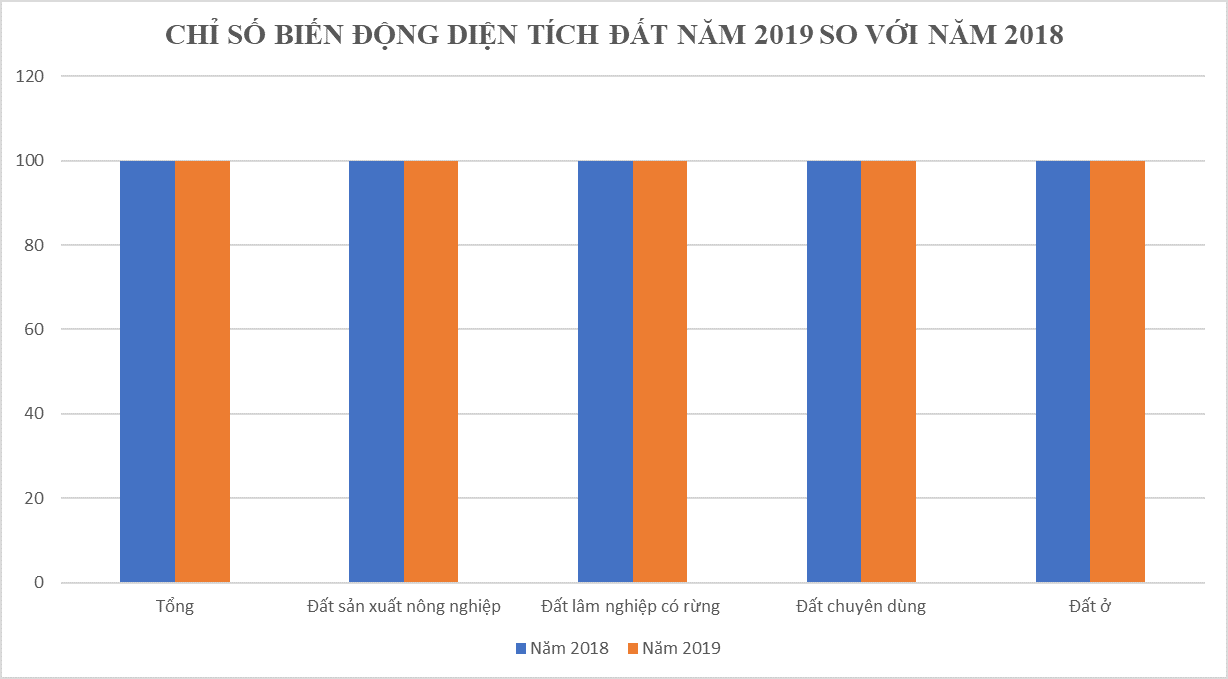 CHỈ SỐ BIẾN ĐỘNG DIỆN TÍCH ĐẤT NĂM 2019 SO VỚI NĂM 2018
120
100
80
60
40
20
0
Tổng Đất sản xuất nông nghiệp Đất lâm nghiệp có rừng Đất chuyên dùng Đất ở
Năm 2018 Năm 2019